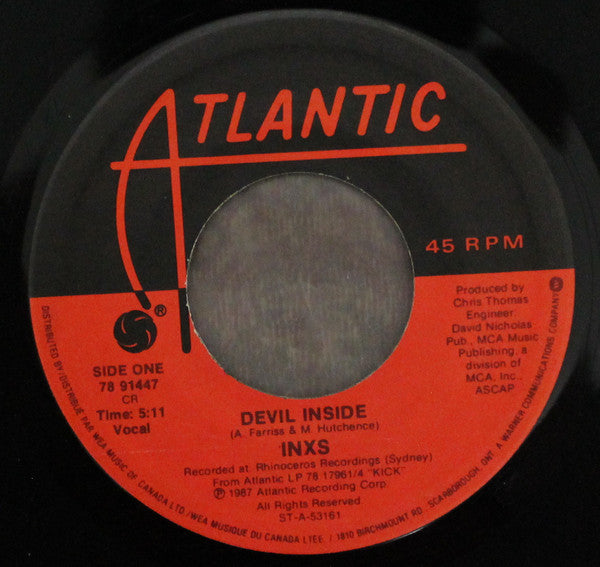 ATLANTIC
®
45 RPM
Produced by
Chris Thomas
Engineer,
David Nicholas
Pub., MCA Music
Publishing, a
division of
MCA, Inc.,
ASCAP
SIDE ONE
78 91447
CR
Time: 5:11
Vocal
DEVIL INSIDE
(A. Farriss & M. Hutchence)
INXS
Recorded at: Rhinoceros Recordings (Sydney)
From Atlantic LP 78 17961/4 "KICK"
℗ 1987 Atlantic Recording Corp.
All Rights Reserved
ST-A-53161
DISTRIBUTED BY/DISTRIBUÉ PAR WEA MUSIC OF CANADA LTD./WEA MUSIQUE DU CANADA LTÉE. / 1810 BIRCHMOUNT RD., SCARBOROUGH, ONT. A WARNER COMMUNICATIONS COMPANY